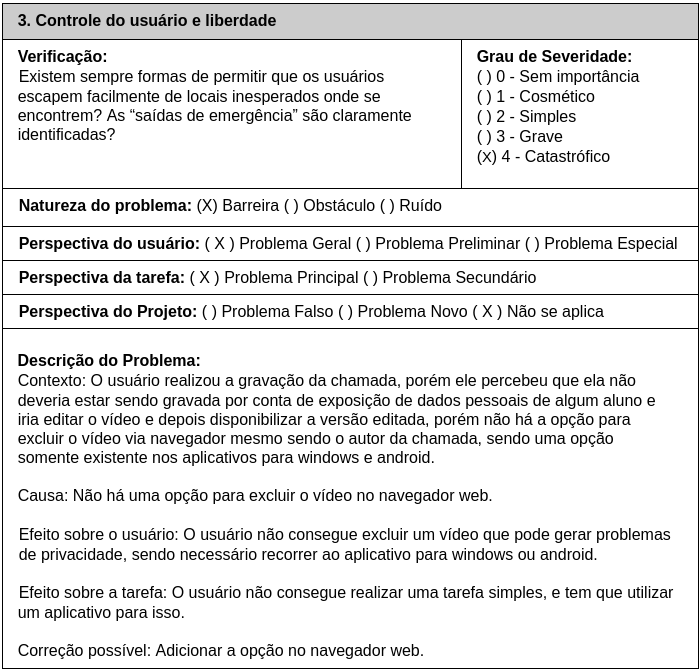 3. Controle do usuário e liberdade
Verificação:
Existem sempre formas de permitir que os usuários
escapem facilmente de locais inesperados onde se
encontrem? As “saídas de emergência” são claramente
identificadas?
Grau de Severidade:
( ) 0 - Sem importância
( ) 1 - Cosmético
( ) 2 - Simples
( ) 3 - Grave
(X) 4 - Catastrófico
Natureza do problema: (X) Barreira ( ) Obstáculo ( ) Ruído
Perspectiva do usuário: ( X ) Problema Geral ( ) Problema Preliminar ( ) Problema Especial
Perspectiva da tarefa: ( X ) Problema Principal ( ) Problema Secundário
Perspectiva do Projeto: ( ) Problema Falso ( ) Problema Novo ( X ) Não se aplica
Descrição do Problema:
Contexto: O usuário realizou a gravação da chamada, porém ele percebeu que ela não
deveria estar sendo gravada por conta de exposição de dados pessoais de algum aluno e
iria editar o vídeo e depois disponibilizar a versão editada, porém não há a opção para
excluir o vídeo via navegador mesmo sendo o autor da chamada, sendo uma opção
somente existente nos aplicativos para windows e android.
Causa: Não há uma opção para excluir o vídeo no navegador web.
Efeito sobre o usuário: O usuário não consegue excluir um vídeo que pode gerar problemas
de privacidade, sendo necessário recorrer ao aplicativo para windows ou android.
Efeito sobre a tarefa: O usuário não consegue realizar uma tarefa simples, e tem que utilizar
um aplicativo para isso.
Correção possível: Adicionar a opção no navegador web.